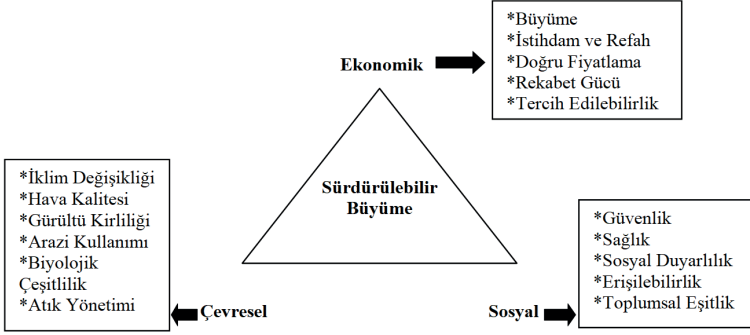 Ekonomik
*Büyüme
*İstihdam ve Refah
*Doğru Fiyatlama
*Rekabet Gücü
*Tercih Edilebirlik
Sürdürülebilir
Büyüme
*İklim Değişikliği
*Hava Kalitesi
*Gürültü Kirliliği
*Arazi Kullanımı
*Biyolojik
Çeşitlilik
*Atık Yönetimi
Çevresel
Sosyal
*Güvenlik
*Sağlık
*Sosyal Duyarlılık
*Erişilebilirlik
*Toplumsal Eşitlik